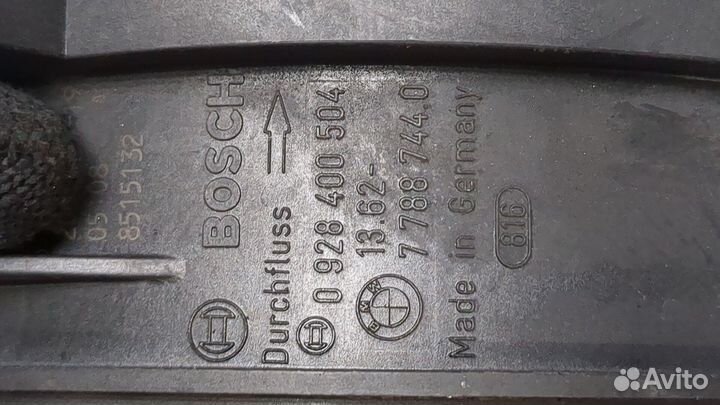 BOSCH
Durchfluss
0 928 400 504
13.62-
7 788 744.0
BMW
Made in Germany
816
05 08
8515132
Avito